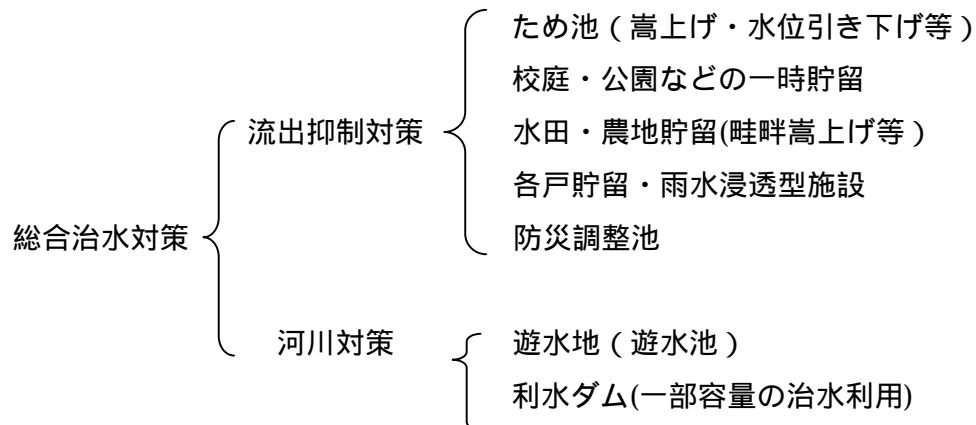 ため池（嵩上げ・水位引き下げ等）
校庭・公園などの一時貯留
流出抑制対策
水田・農地貯留(畦畔嵩上げ等）
各戸貯留・雨水浸透型施設
総合治水対策
防災調整池
河川対策
遊水地（遊水池）
利水ダム(一部容量の治水利用)